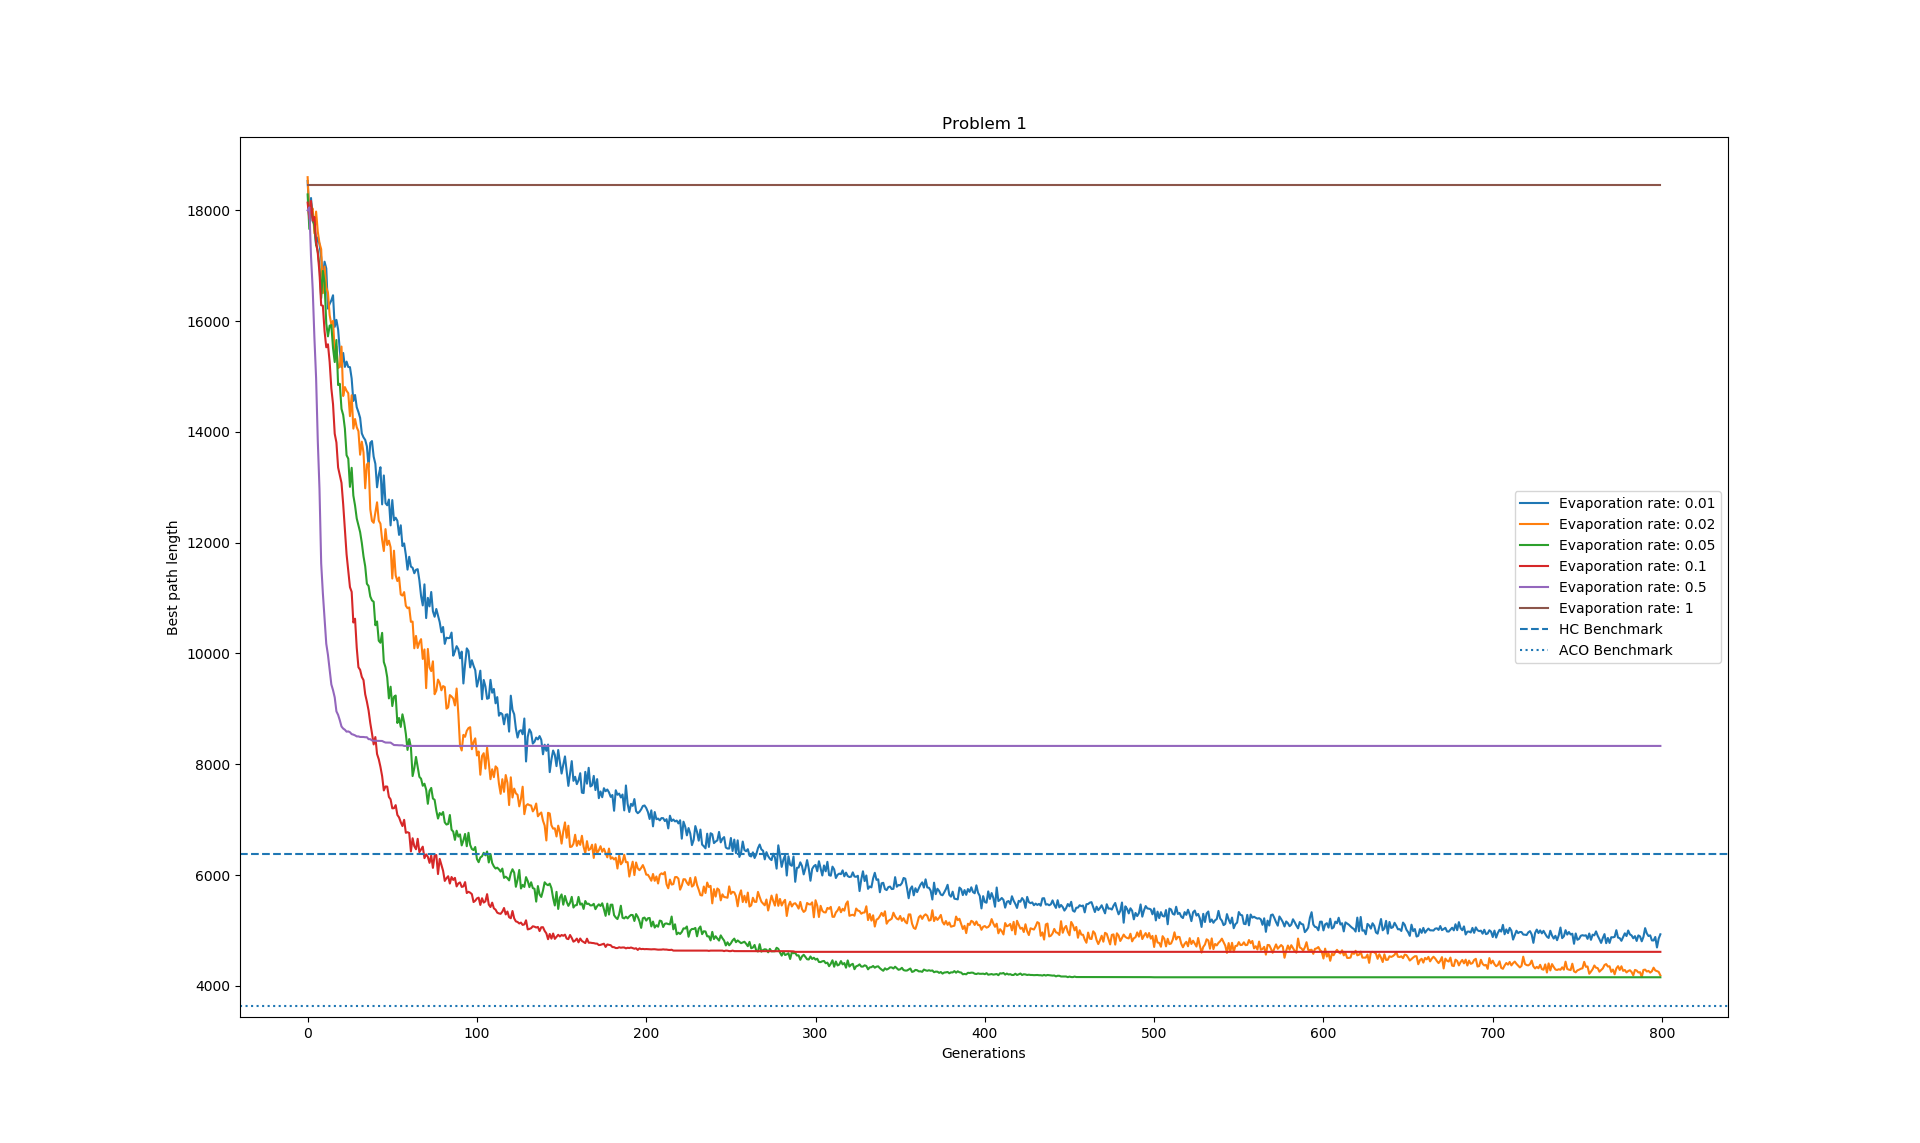 Problem 1
Best path length
18000
16000
14000
12000
10000
8000
6000
4000
Evaporation rate: 0.01
Evaporation rate: 0.02
Evaporation rate: 0.05
Evaporation rate: 0.1
Evaporation rate: 0.5
Evaporation rate: 1
HC Benchmark
ACO Benchmark
0 100 200 300 400 500 600 700 800
Generations